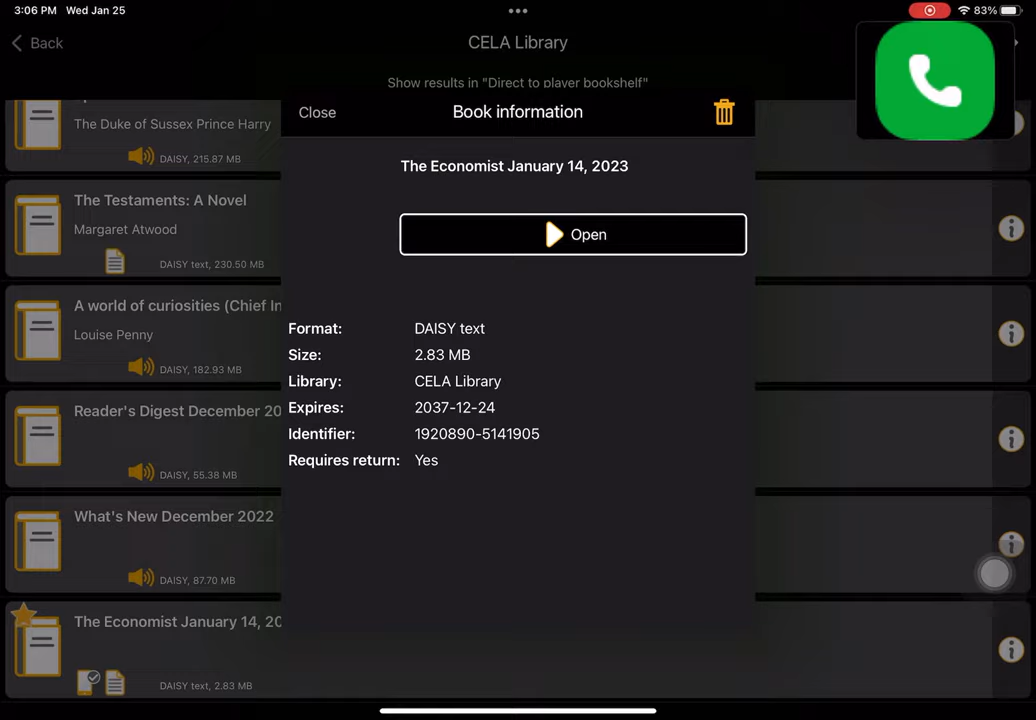 3:06 PM Wed Jan 25
83%
Back
CELA Library
Show results in "Direct to player bookshelf"
Close
Book information
The Economist January 14, 2023
Open
Format: DAISY text
Size: 2.83 MB
Library: CELA Library
Expires: 2037-12-24
Identifier: 1920890-5141905
Requires return: Yes
The Duke of Sussex Prince Harry
DAISY, 215.87 MB
The Testaments: A Novel
Margaret Atwood
DAISY text, 230.50 MB
A world of curiosities (Chief In
Louise Penny
DAISY, 182.93 MB
Reader's Digest December 20
DAISY, 55.38 MB
What's New December 2022
DAISY, 87.70 MB
The Economist January 14, 20
DAISY text, 2.83 MB